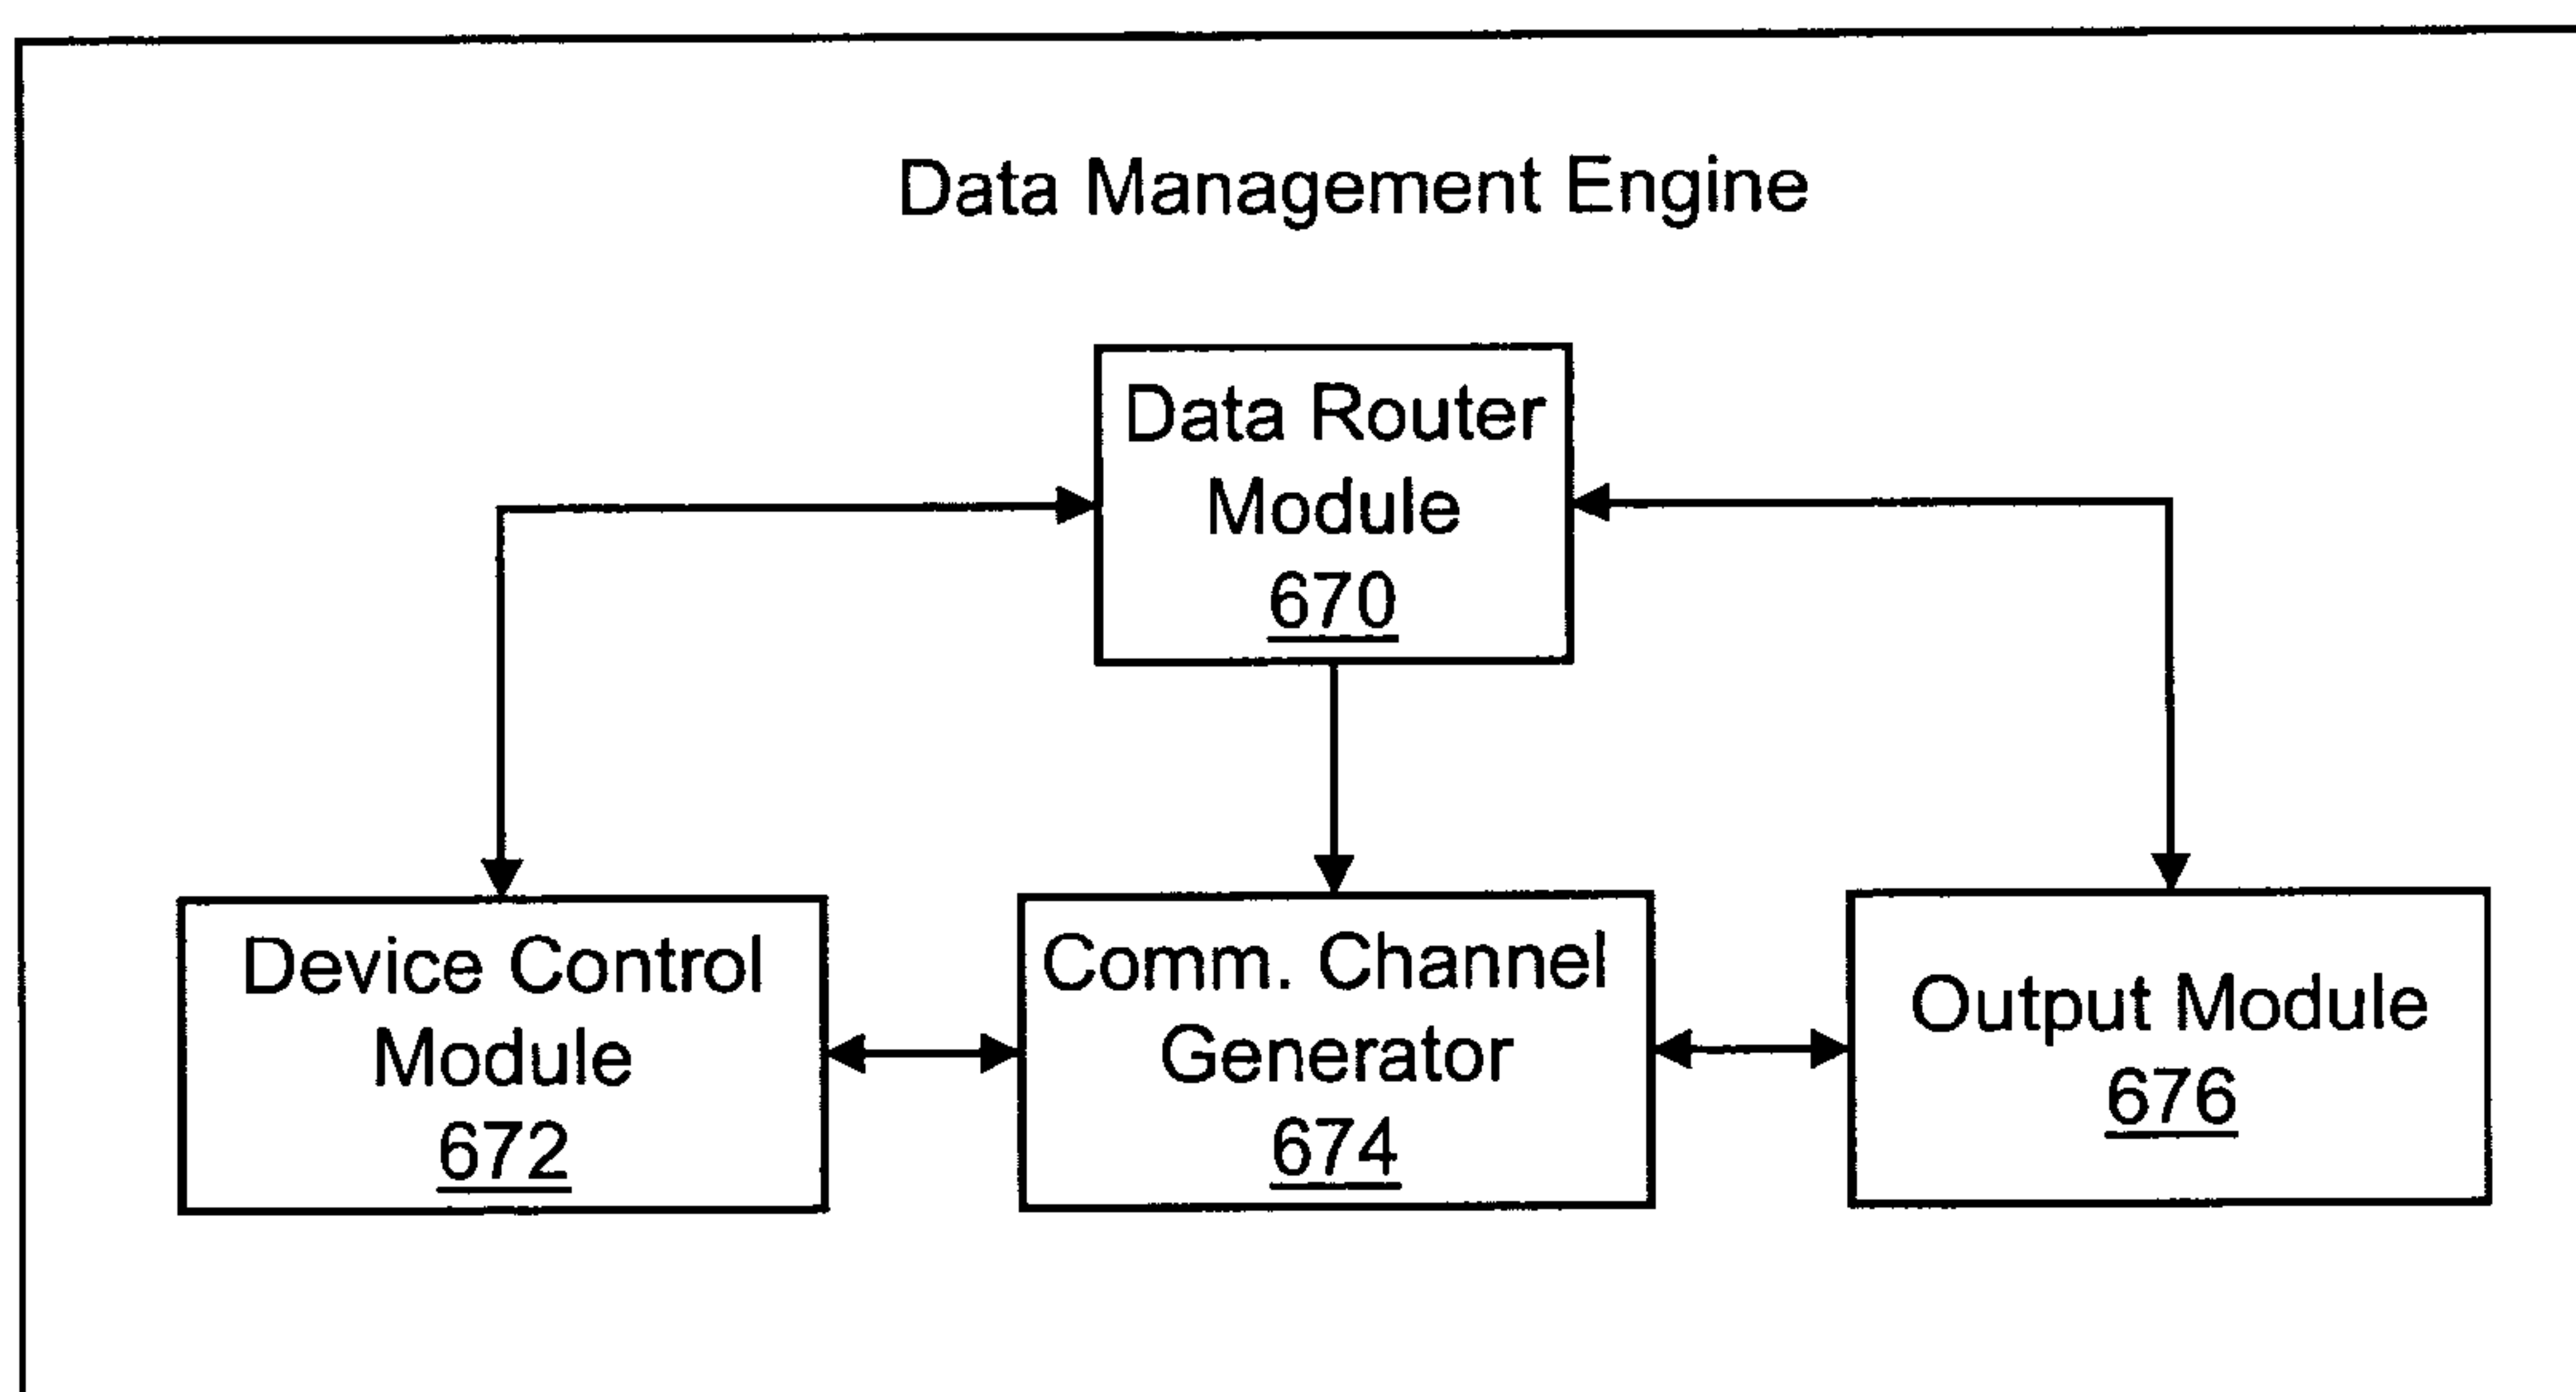 Data Management Engine
Data Router
Module
670
Device Control
Module
672
Comm. Channel
Generator
674
Output Module
676